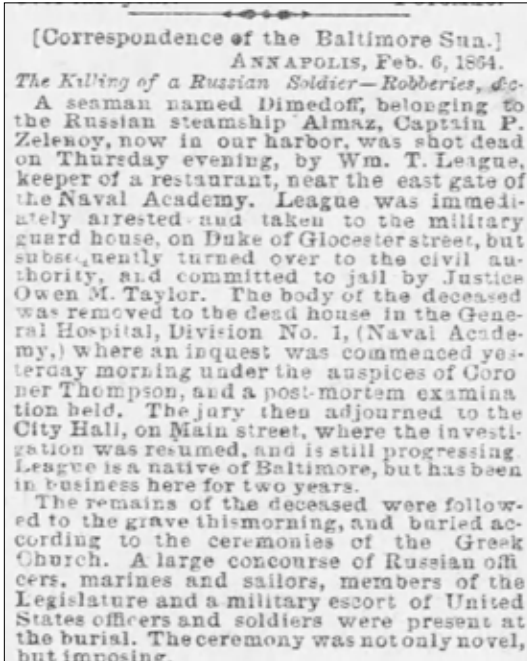 [Correspondence of the Baltimore Sun.]
ANNAPOLIS, Feb. 6, 1864.
The Killing of a Russian Soldier—Robberies, &c.
A seaman named Dimedoff, belonging to
the Russian steamship Almaz, Captain P.
Zelenoy, now in our harbor, was shot dead
on Thursday evening, by Wm. T. League,
keeper of a restaurant, near the east gate of
the Naval Academy. League was immedi-
ately arrested and taken to the military
guard house, on Duke of Glocester street, but
subsequently turned over to the civil au-
thority, and committed to jail by Justice
Owen M. Taylor. The body of the deceased
was removed to the dead house in the Gene-
ral Hospital, Division No. 1, (Naval Acade-
my,) where an inquest was commenced yes-
terday morning under the auspices of Coro
ner Thompson, and a post-mortem examina
tion held. The jury then adjourned to the
City Hall, on Main street, where the investi-
gation was resumed, and is still progressing
League is a native of Baltimore, but has been
in business here for two years.
The remains of the deceased were follow-
ed to the grave this morning, and buried ac-
cording to the ceremonies of the Greek
Church. A large concourse of Russian offi
cers, marines and sailors, members of the
Legislature and a military escort of United
States officers and soldiers were present at
the burial. The ceremony was not only novel,
but imposing.